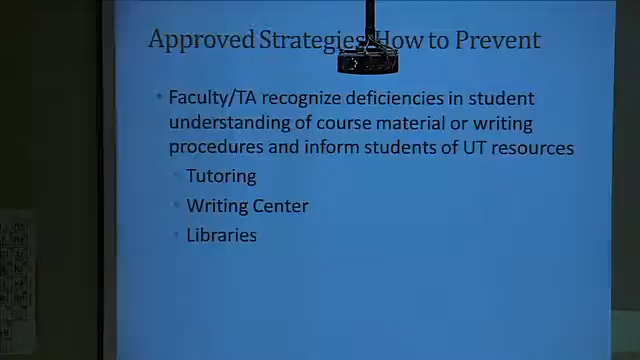 Approved Strategies: How to Prevent
• Faculty/TA recognize deficiencies in student
understanding of course material or writing
procedures and inform students of UT resources
• Tutoring
• Writing Center
• Libraries